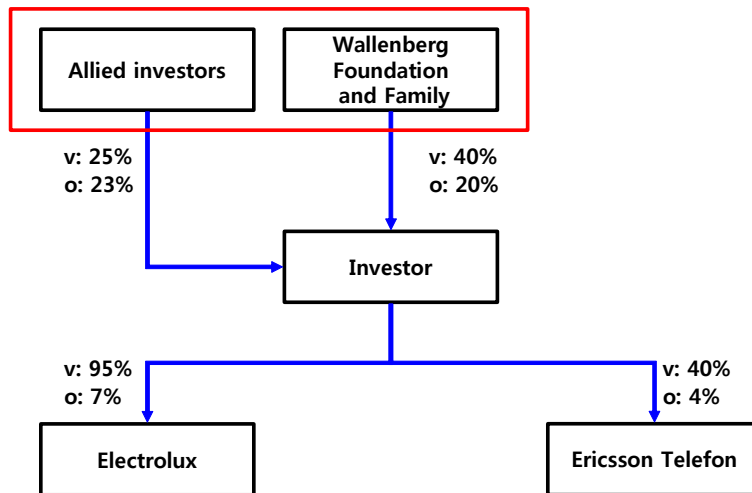 Allied investors
Wallenberg
Foundation
and Family
v: 25%
o: 23%
v: 40%
o: 20%
Investor
v: 95%
o: 7%
v: 40%
o: 4%
Electrolux
Ericsson Telefon